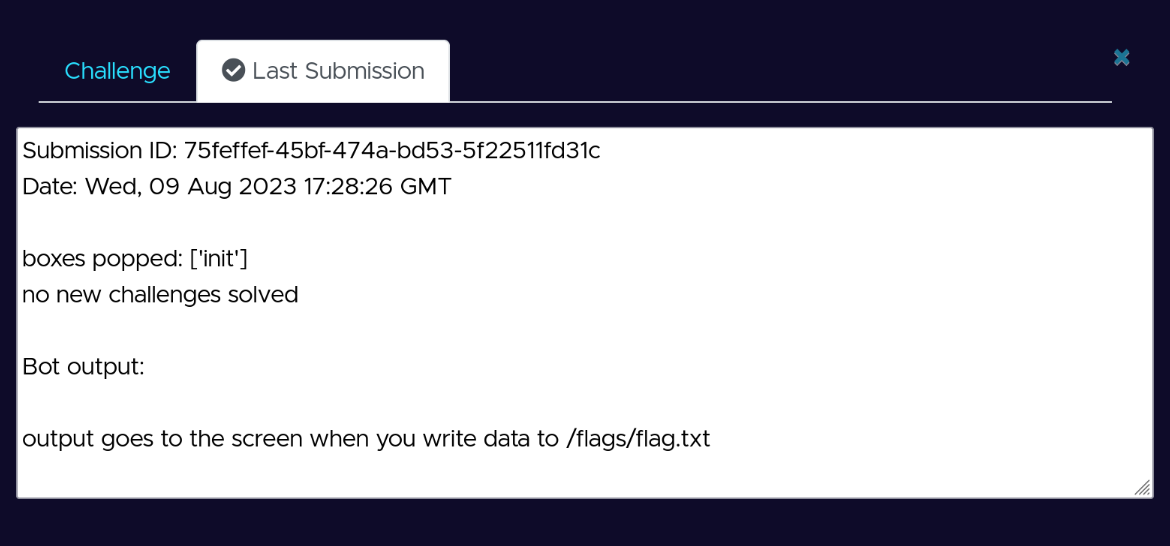 Challenge
Last Submission
Submission ID: 75feffef-45bf-474a-bd53-5f22511fd31c
Date: Wed, 09 Aug 2023 17:28:26 GMT
boxes popped: ['init']
no new challenges solved
Bot output:
output goes to the screen when you write data to /flags/flag.txt